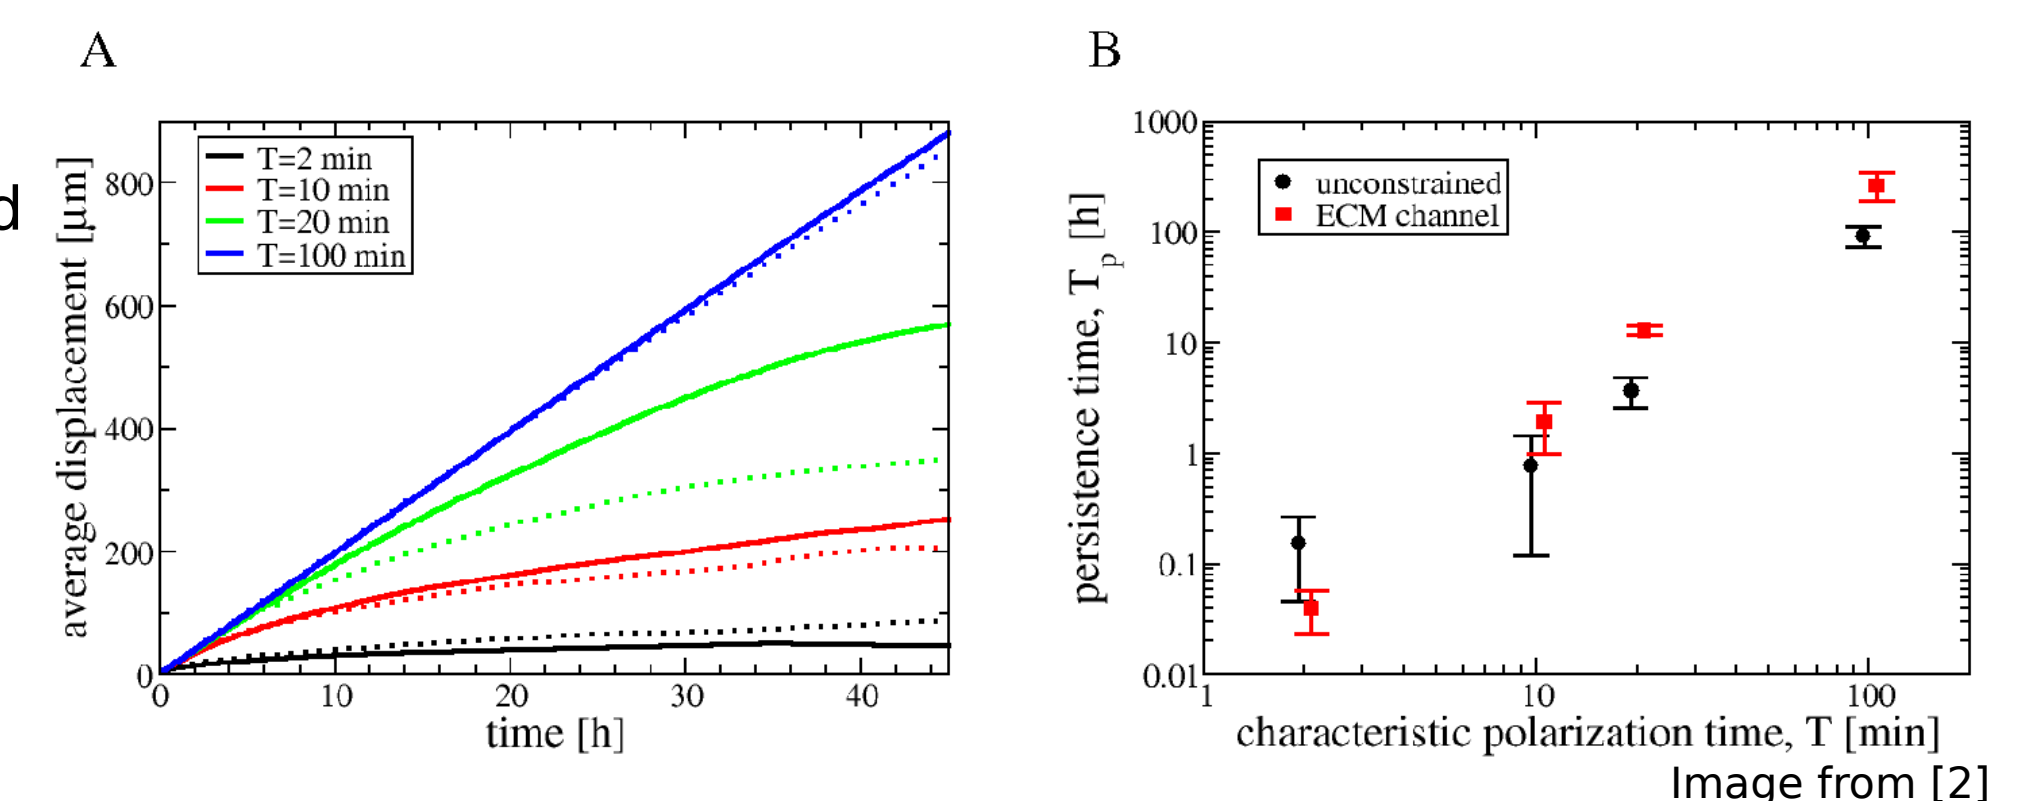 A
B
d
average displacement [µm]
800
600
400
200
0
T=2 min
T=10 min
T=20 min
T=100 min
0 10 20 30 40
time [h]
persistence time, Tp [h]
1000
100
10
1
0.1
0.01
unconstrained
ECM channel
1 10 100
characteristic polarization time, T [min]
Image from [2]